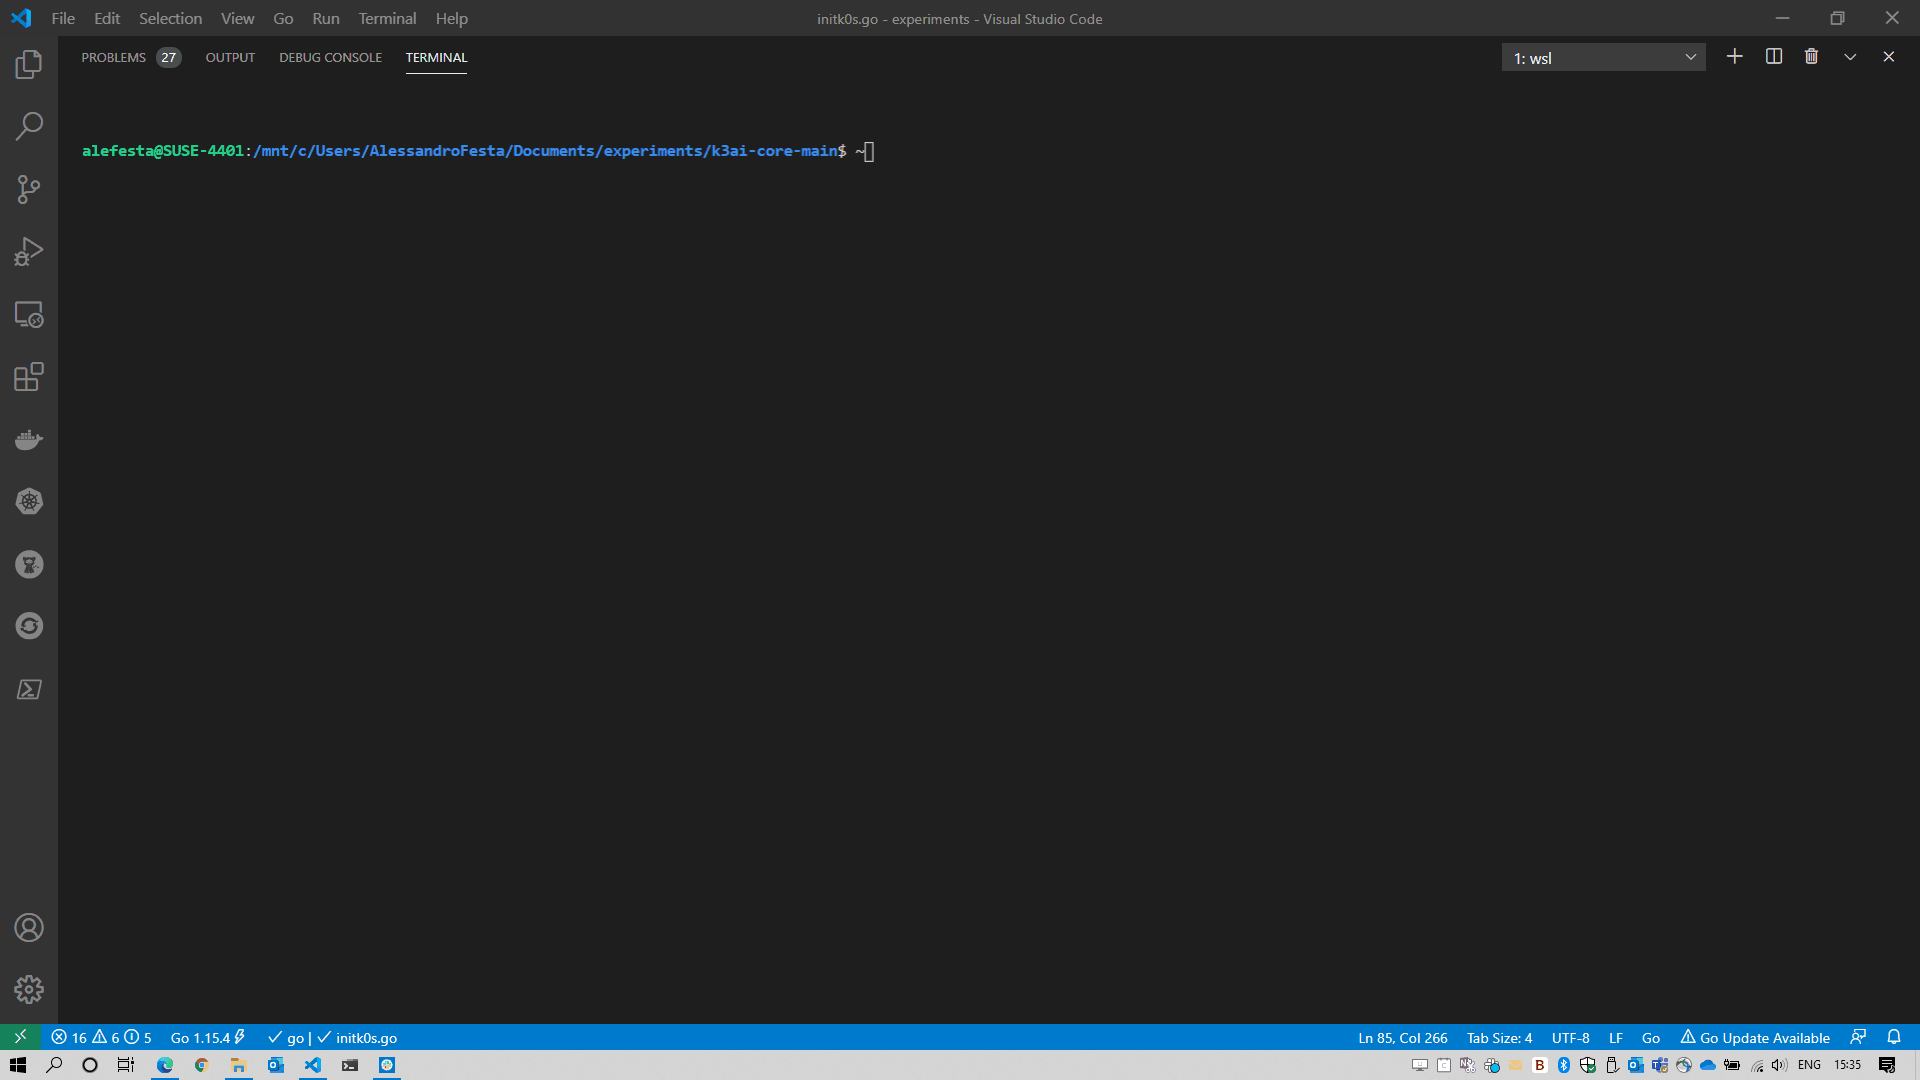 File Edit Selection View Go Run Terminal Help
initk0s.go - experiments - Visual Studio Code
PROBLEMS 27 OUTPUT DEBUG CONSOLE TERMINAL
1: wsl
alefesta@SUSE-4401:/mnt/c/Users/AlessandroFesta/Documents/experiments/k3ai-core-main$ ~
16 6 5 Go 1.15.4 go | initk0s.go
Ln 85, Col 266 Tab Size: 4 UTF-8 LF Go Go Update Available
ENG 15:35